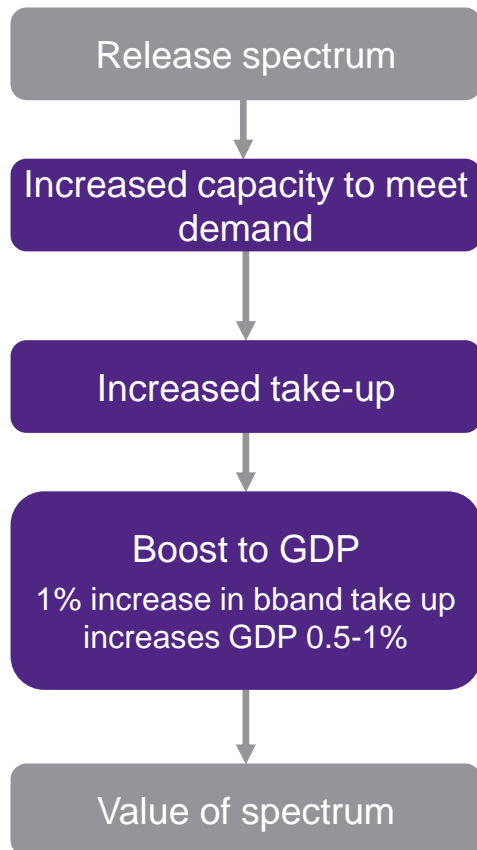 Release spectrum
Increased capacity to meet
demand
Increased take-up
Boost to GDP
1% increase in bband take up
increases GDP 0.5-1%
Value of spectrum